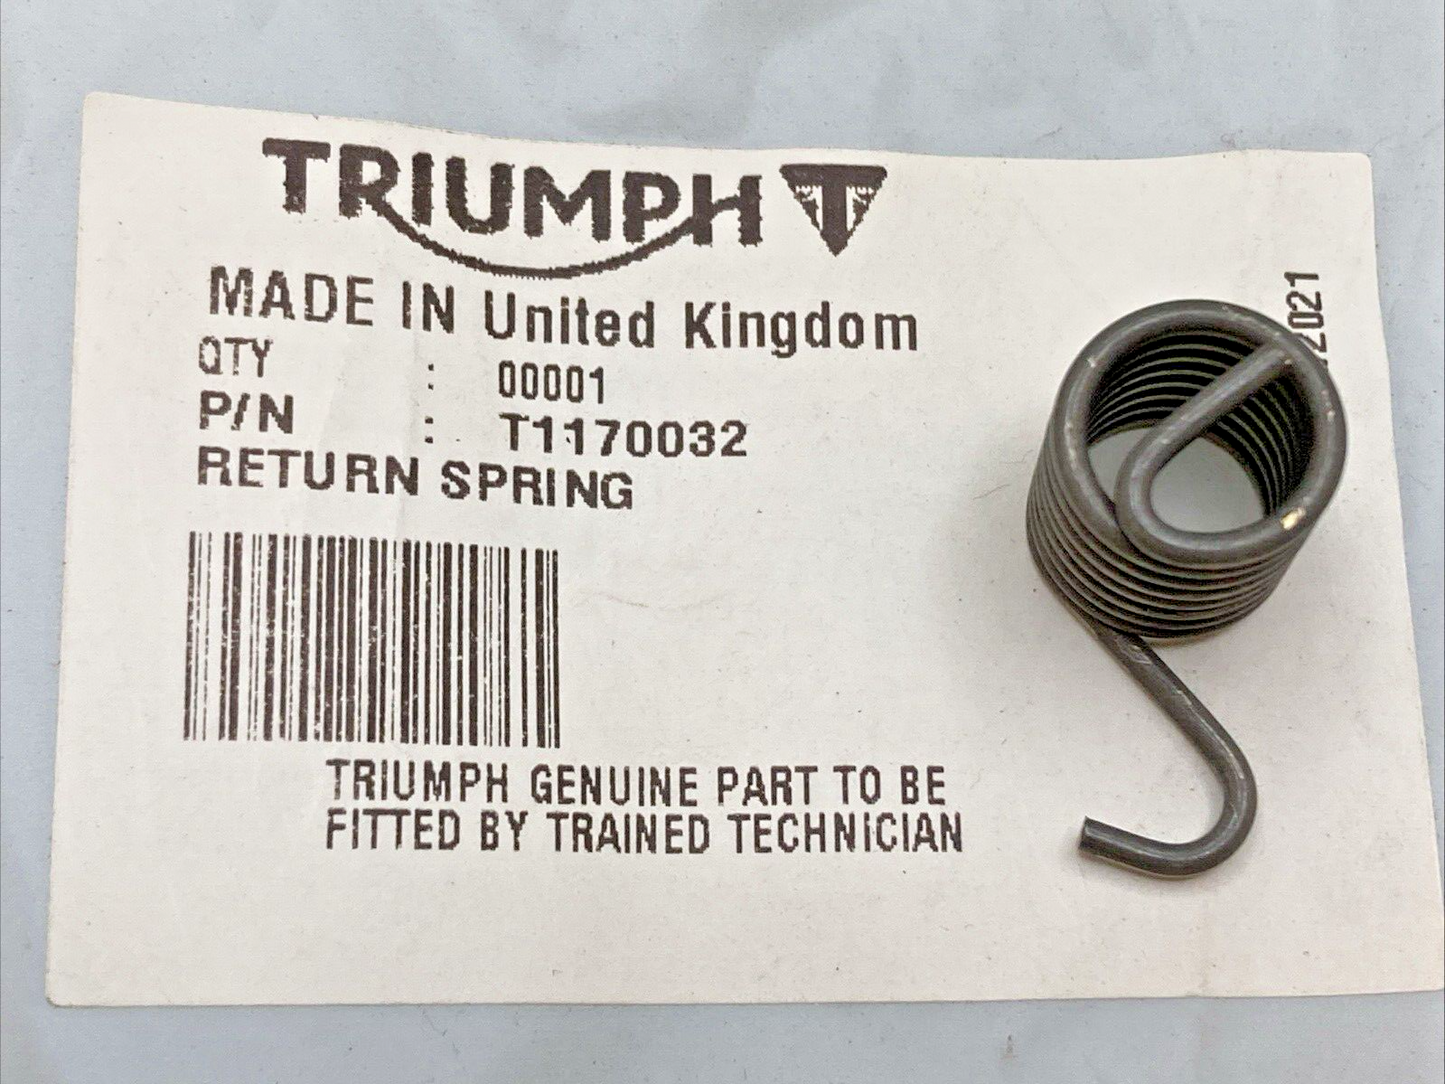 TRIUMPH
MADE IN United Kingdom
QTY : 00001
P/N : T1170032
RETURN SPRING
TRIUMPH GENUINE PART TO BE
FITTED BY TRAINED TECHNICIAN
2021